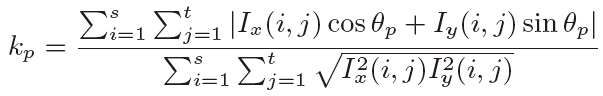 k_p = \frac{\sum_{i=1}^{s} \sum_{j=1}^{t} |I_x(i,j) \cos \theta_p + I_y(i,j) \sin \theta_p|}{\sum_{i=1}^{s} \sum_{j=1}^{t} \sqrt{I_x^2(i,j) I_y^2(i,j)}}